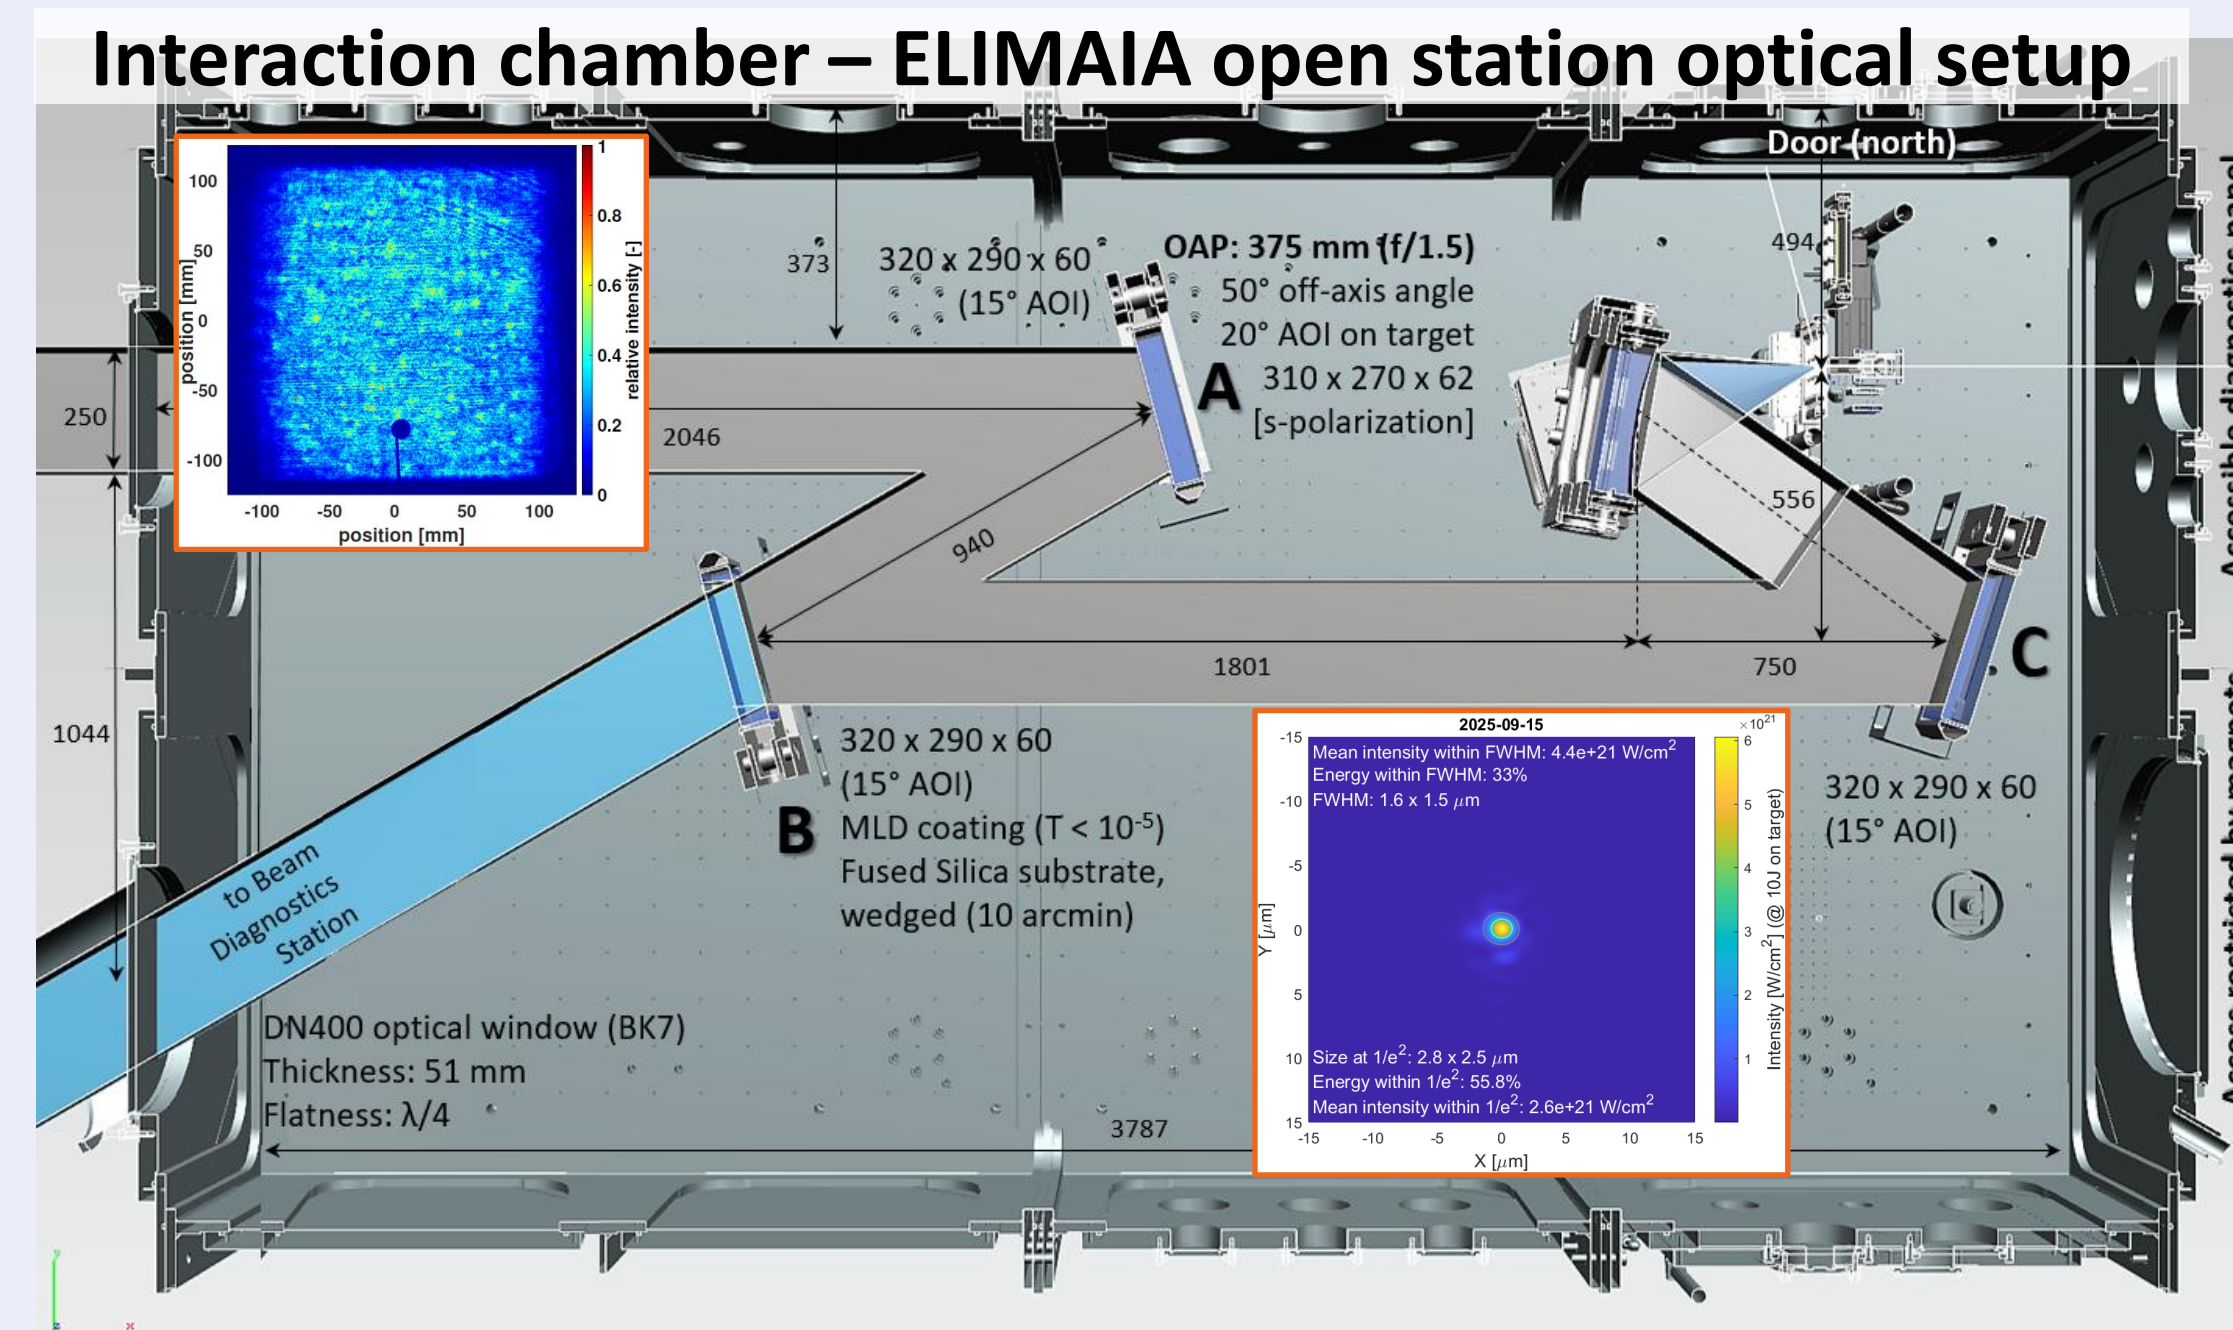 Interaction chamber – ELIMAIA open station optical setup
Door (north)
1
0.8
0.6
0.4
0.2
0
relative intensity [-]
100
50
0
-50
-100
position [mm]
-100
-50
0
50
100
position [mm]
373
320 x 290 x 60
(15° AOI)
OAP: 375 mm (f/1.5)
50° off-axis angle
20° AOI on target
310 x 270 x 62
[s-polarization]
A
494
250
2046
940
556
1801
750
C
1044
320 x 290 x 60
(15° AOI)
MLD coating (T < 10-5)
Fused Silica substrate,
wedged (10 arcmin)
B
320 x 290 x 60
(15° AOI)
to Beam
Diagnostics
Station
DN400 optical window (BK7)
Thickness: 51 mm
Flatness: λ/4
3787
2025-09-15
×1021
Mean intensity within FWHM: 4.4e+21 W/cm2
Energy within FWHM: 33%
FWHM: 1.6 x 1.5 μm
Size at 1/e2: 2.8 x 2.5 μm
Energy within 1/e2: 55.8%
Mean intensity within 1/e2: 2.6e+21 W/cm2
-15
-10
-5
0
5
10
15
Y [μm]
-15
-10
-5
0
5
10
15
X [μm]
6
5
4
3
2
1
Intensity [W/cm2] (@ 10J on target)
y
x